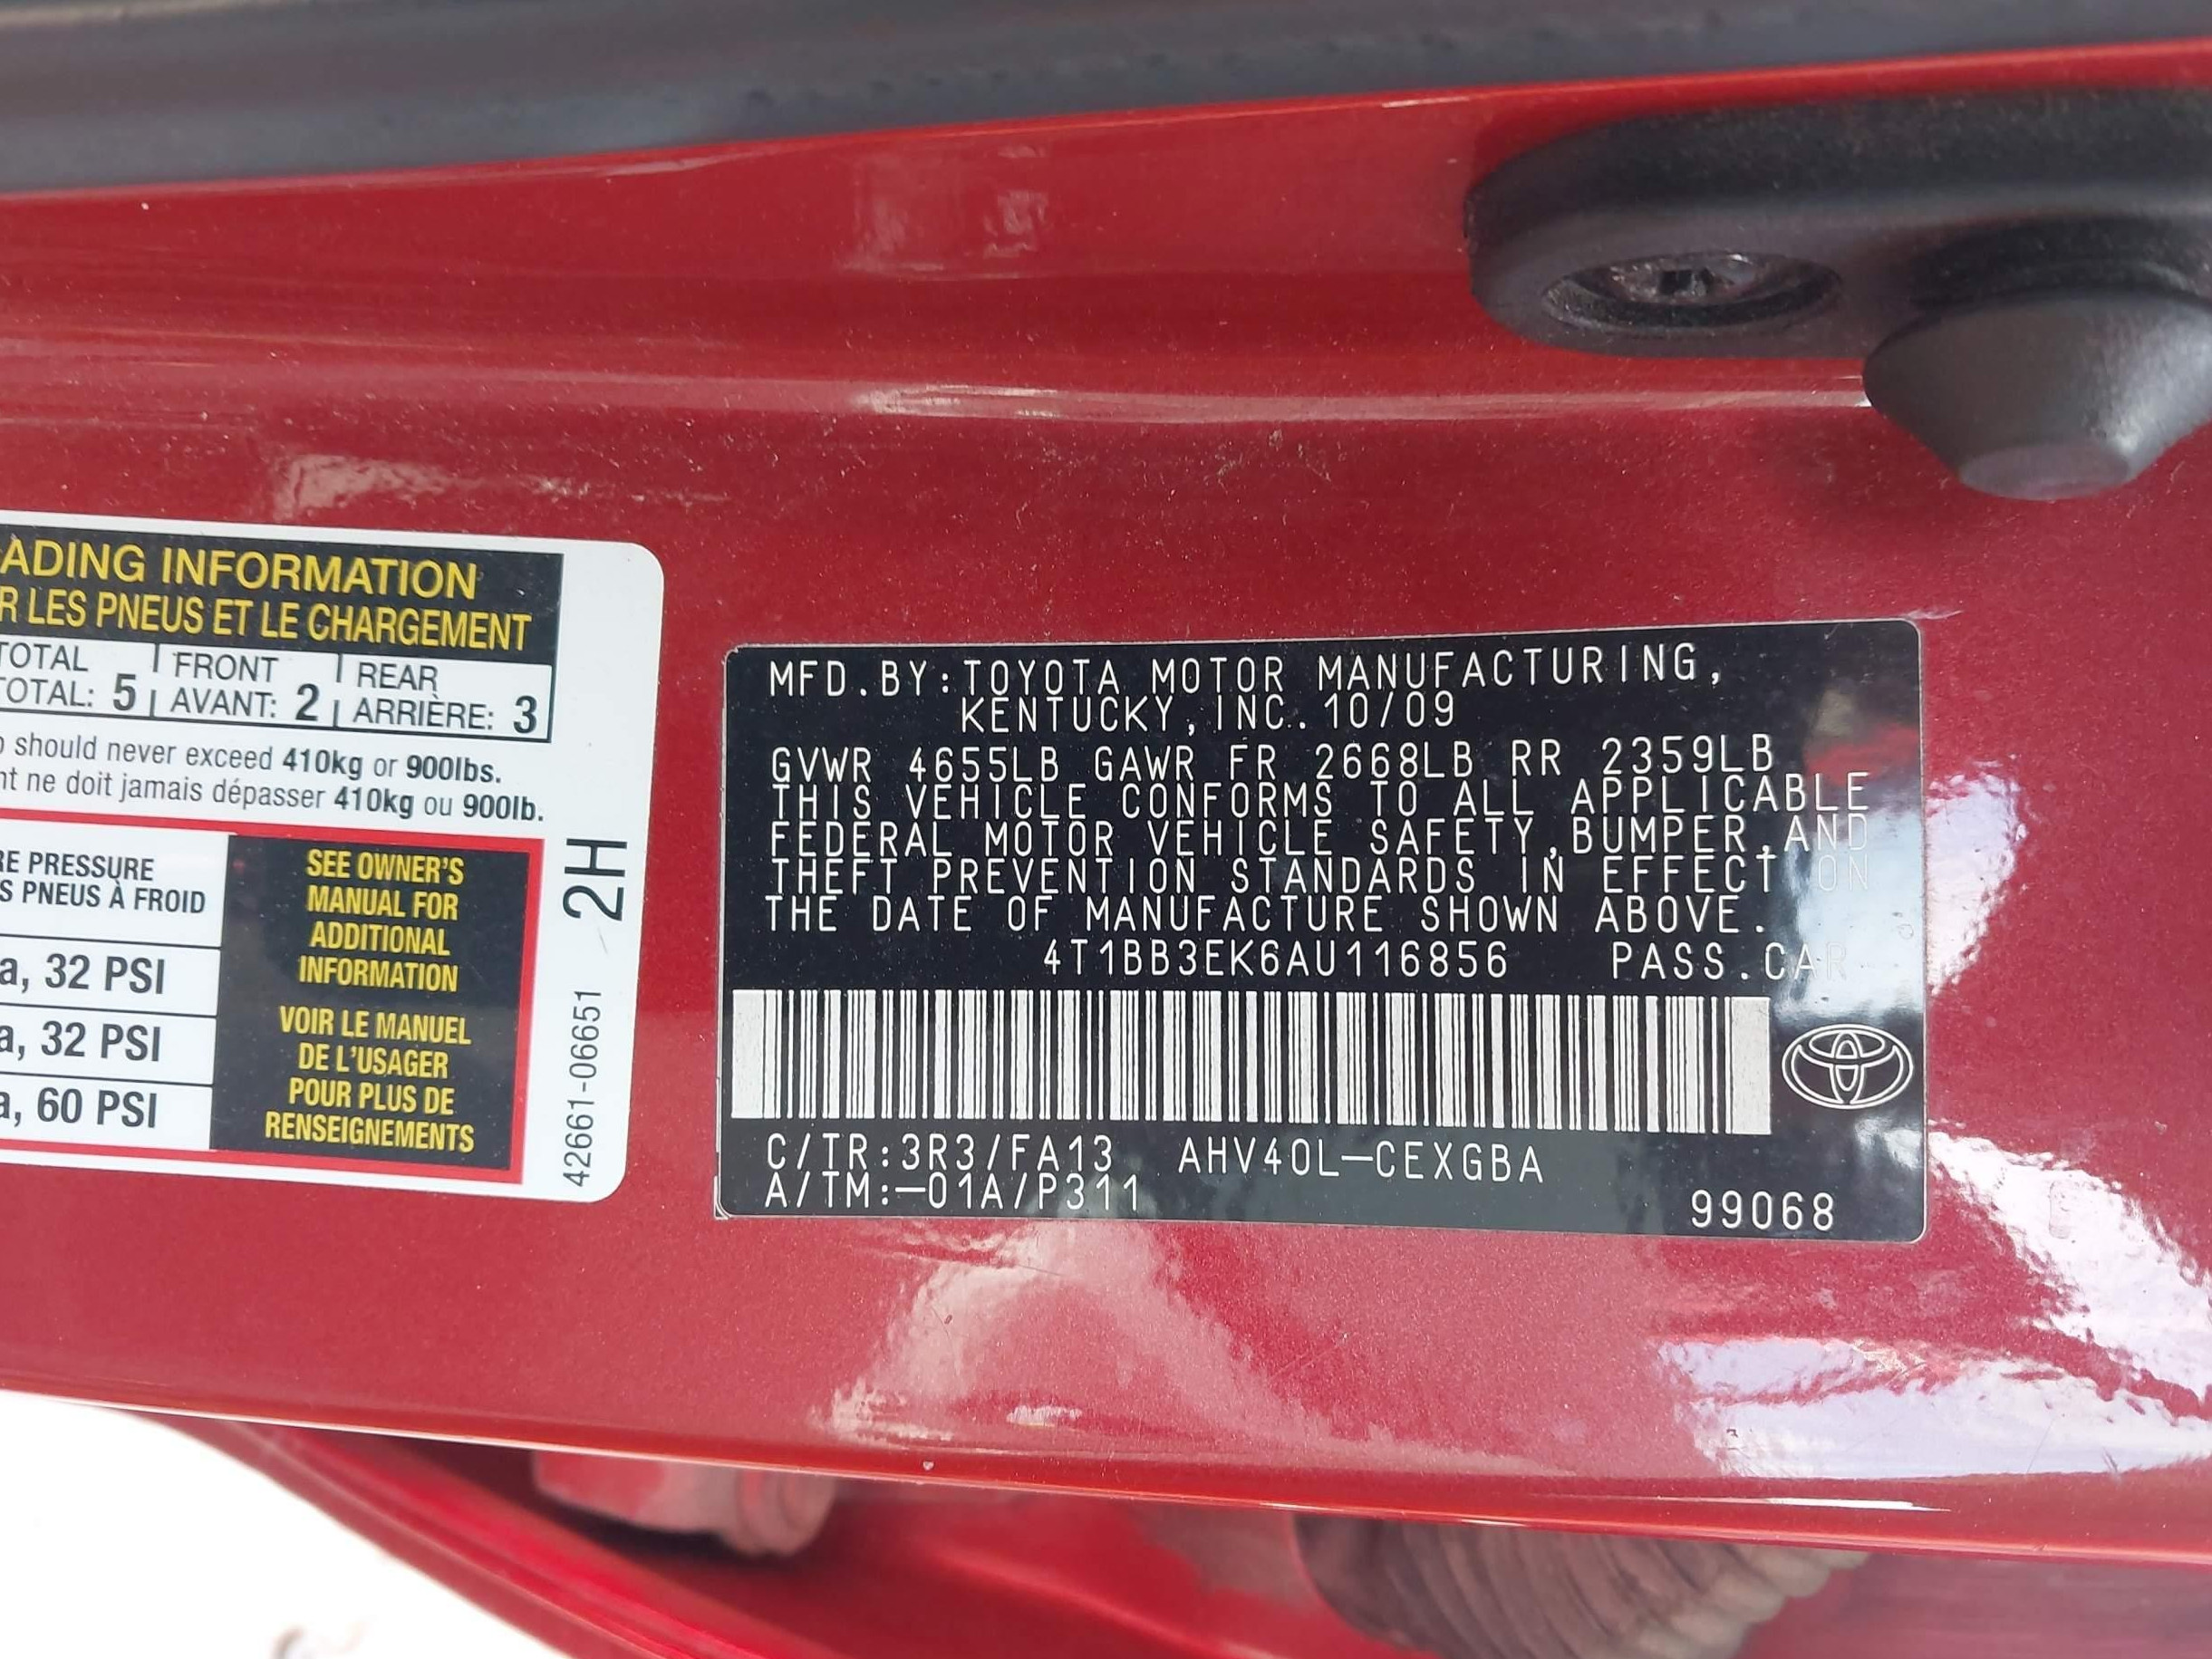 ADING INFORMATION
R LES PNEUS ET LE CHARGEMENT
TOTAL FRONT REAR
TOTAL: 5 AVANT: 2 ARRIÈRE: 3
should never exceed 410kg or 900lbs.
nt ne doit jamais dépasser 410kg ou 900lb.
RE PRESSURE
S PNEUS À FROID
a, 32 PSI
a, 32 PSI
a, 60 PSI
SEE OWNER'S
MANUAL FOR
ADDITIONAL
INFORMATION
VOIR LE MANUEL
DE L'USAGER
POUR PLUS DE
RENSEIGNEMENTS
42661-06651 2H
MFD.BY:TOYOTA MOTOR MANUFACTURING,
KENTUCKY,INC.10/09
GVWR 4655LB GAWR FR 2668LB RR 2359LB
THIS VEHICLE CONFORMS TO ALL APPLICABLE
FEDERAL MOTOR VEHICLE SAFETY,BUMPER,AND
THEFT PREVENTION STANDARDS IN EFFECT ON
THE DATE OF MANUFACTURE SHOWN ABOVE.
4T1BB3EK6AU116856 PASS.CAR
C/TR:3R3/FA13 AHV40L-CEXGBA
A/TM:-01A/P311
99068